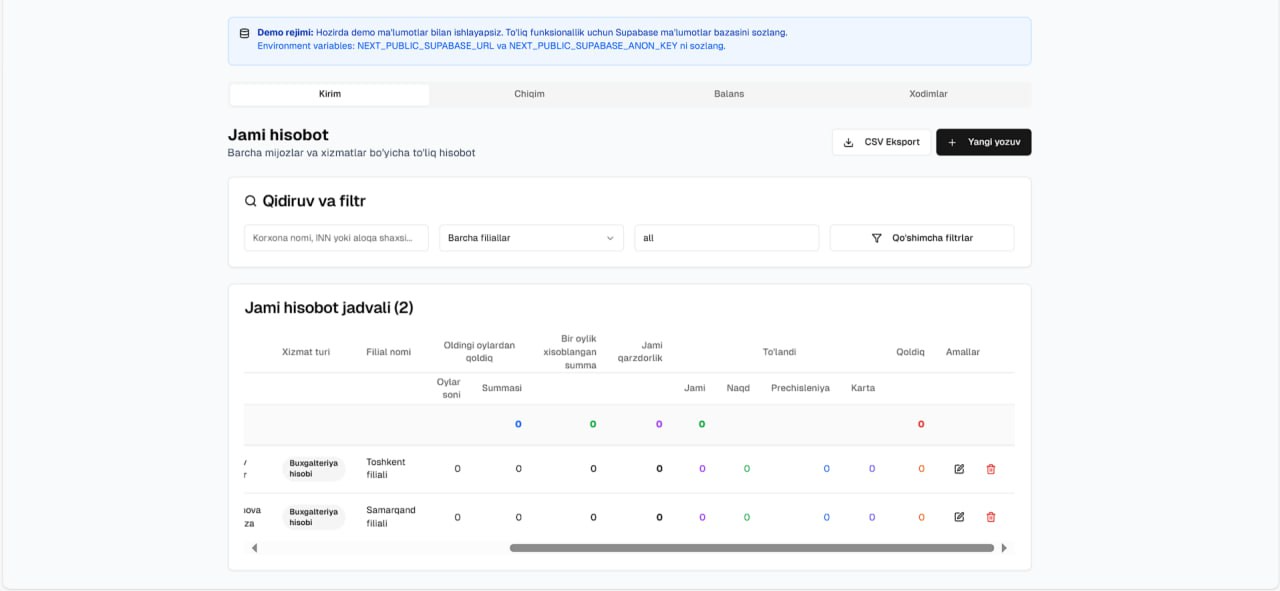 Demo rejimi: Hozirda demo ma'lumotlar bilan ishlayapsiz. To'liq funksionallik uchun Supabase ma'lumotlar bazasini sozlang.
Environment variables: NEXT_PUBLIC_SUPABASE_URL va NEXT_PUBLIC_SUPABASE_ANON_KEY ni sozlang.
Kirim Chiqim Balans Xodimlar
Jami hisobot
Barcha mijozlar va xizmatlar bo'yicha to'liq hisobot
CSV Eksport
+ Yangi yozuv
Qidiruv va filtr
Korxona nomi, INN yoki aloqa shaxsi...
Barcha filiallar
all
Qo'shimcha filtrlar
Jami hisobot jadvali (2)
Xizmat turi
Filial nomi
Oldingi oylardan
qoldiq
Bir oylik
xisoblangan
summa
Jami
qarzdorlik
To'landi
Qoldiq
Amallar
Oylar
soni
Summasi
Jami
Naqd
Prechisleniya
Karta
0 0 0 0 0
Buxgalteriya
hisobi
Toshkent
filiali
0 0 0 0 0 0 0 0 0
ova
za
Buxgalteriya
hisobi
Samarqand
filiali
0 0 0 0 0 0 0 0 0